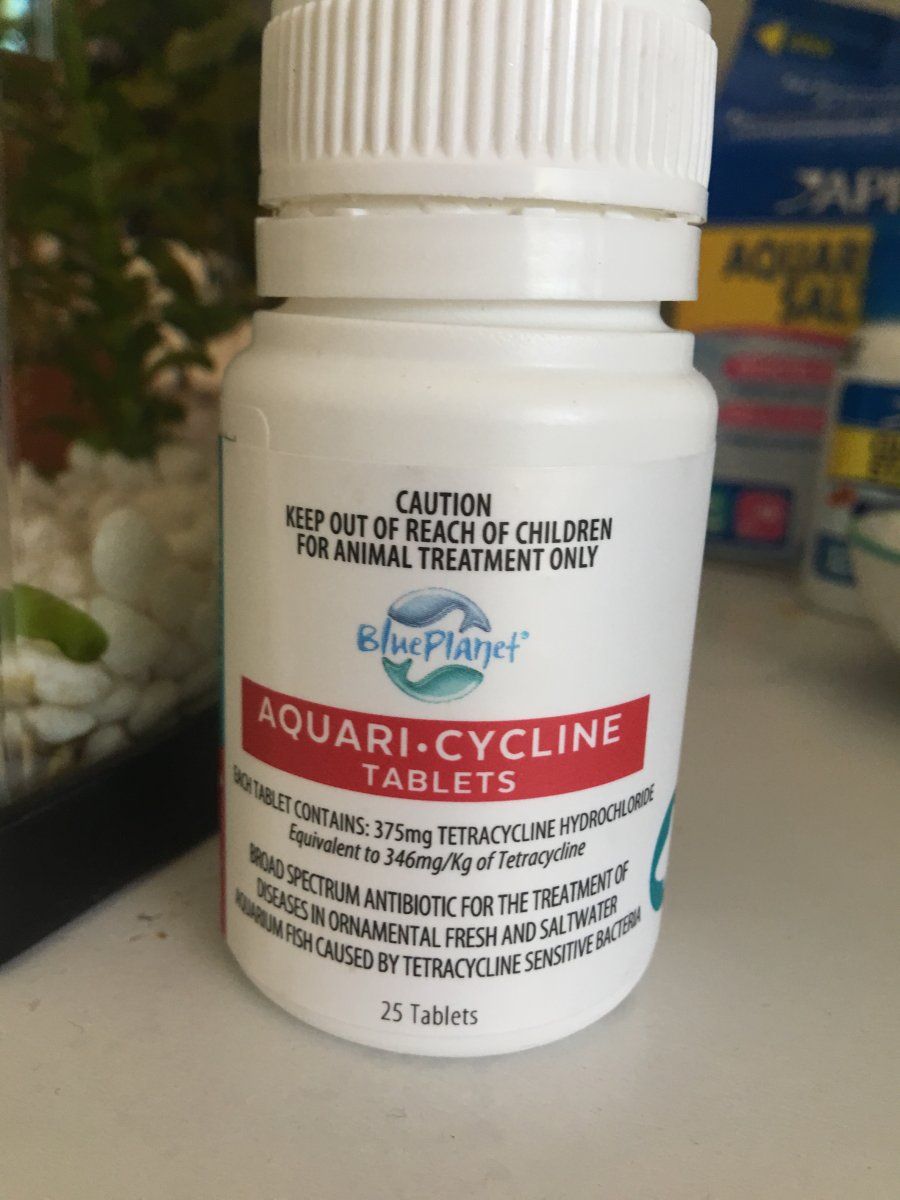 CAUTION
KEEP OUT OF REACH OF CHILDREN
FOR ANIMAL TREATMENT ONLY
BluePlanet®
AQUARI•CYCLINE
TABLETS
EACH TABLET CONTAINS: 375mg TETRACYCLINE HYDROCHLORIDE
Equivalent to 346mg/Kg of Tetracycline
BROAD SPECTRUM ANTIBIOTIC FOR THE TREATMENT OF
DISEASES IN ORNAMENTAL FRESH AND SALTWATER
AQUARIUM FISH CAUSED BY TETRACYCLINE SENSITIVE BACTERIA
25 Tablets
API
AQUARI
SAL